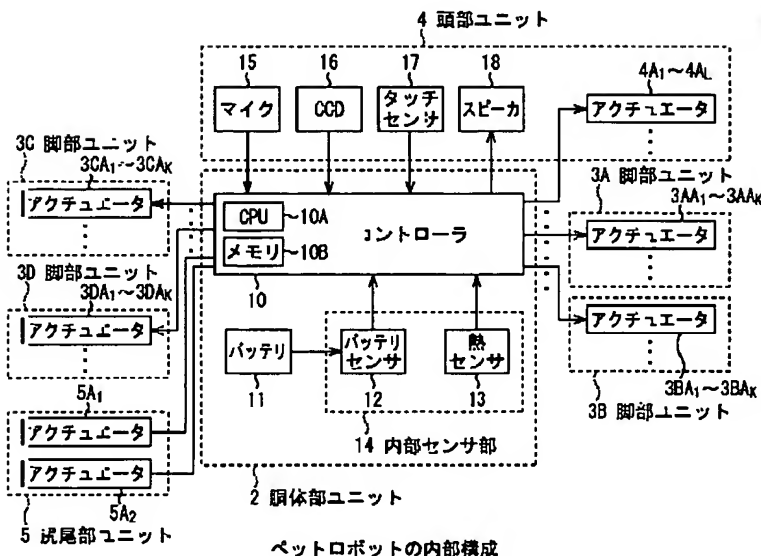 4 頭部ユニット
15
16
17
18
4A1～4AL
マイク
CCD
タッチ
センサ
スピーカ
アクチュエータ
3C 脚部ユニット
3CA1～3CAK
アクチュエータ
3A 脚部ユニット
3AA1～3AAK
アクチュエータ
CPU
10A
コントローラ
メモリ
10B
10
3D 脚部ユニット
3DA1～3DAK
アクチュエータ
アクチュエータ
3BA1～3BAK
3B 脚部ユニット
バッテリ
11
バッテリ
センサ
12
熱
センサ
13
14 内部センサ部
5A1
アクチュエータ
アクチュエータ
5A2
5 尻尾部ユニット
2 胴体部ユニット
ペットロボットの内部構成